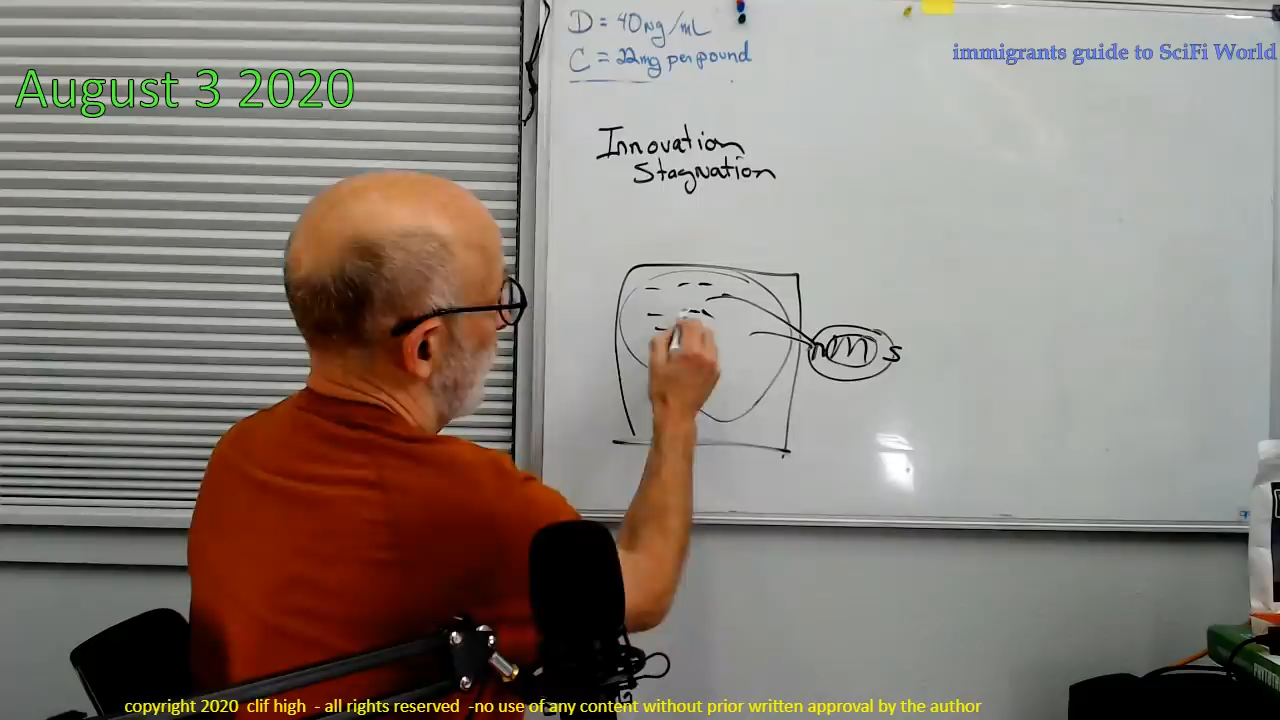 D = 40ng/mL
C = 22mg per pound
immigrants guide to SciFi World
August 3 2020
Innovation
Stagnation
m s
copyright 2020 clif high - all rights reserved -no use of any content without prior written approval by the author